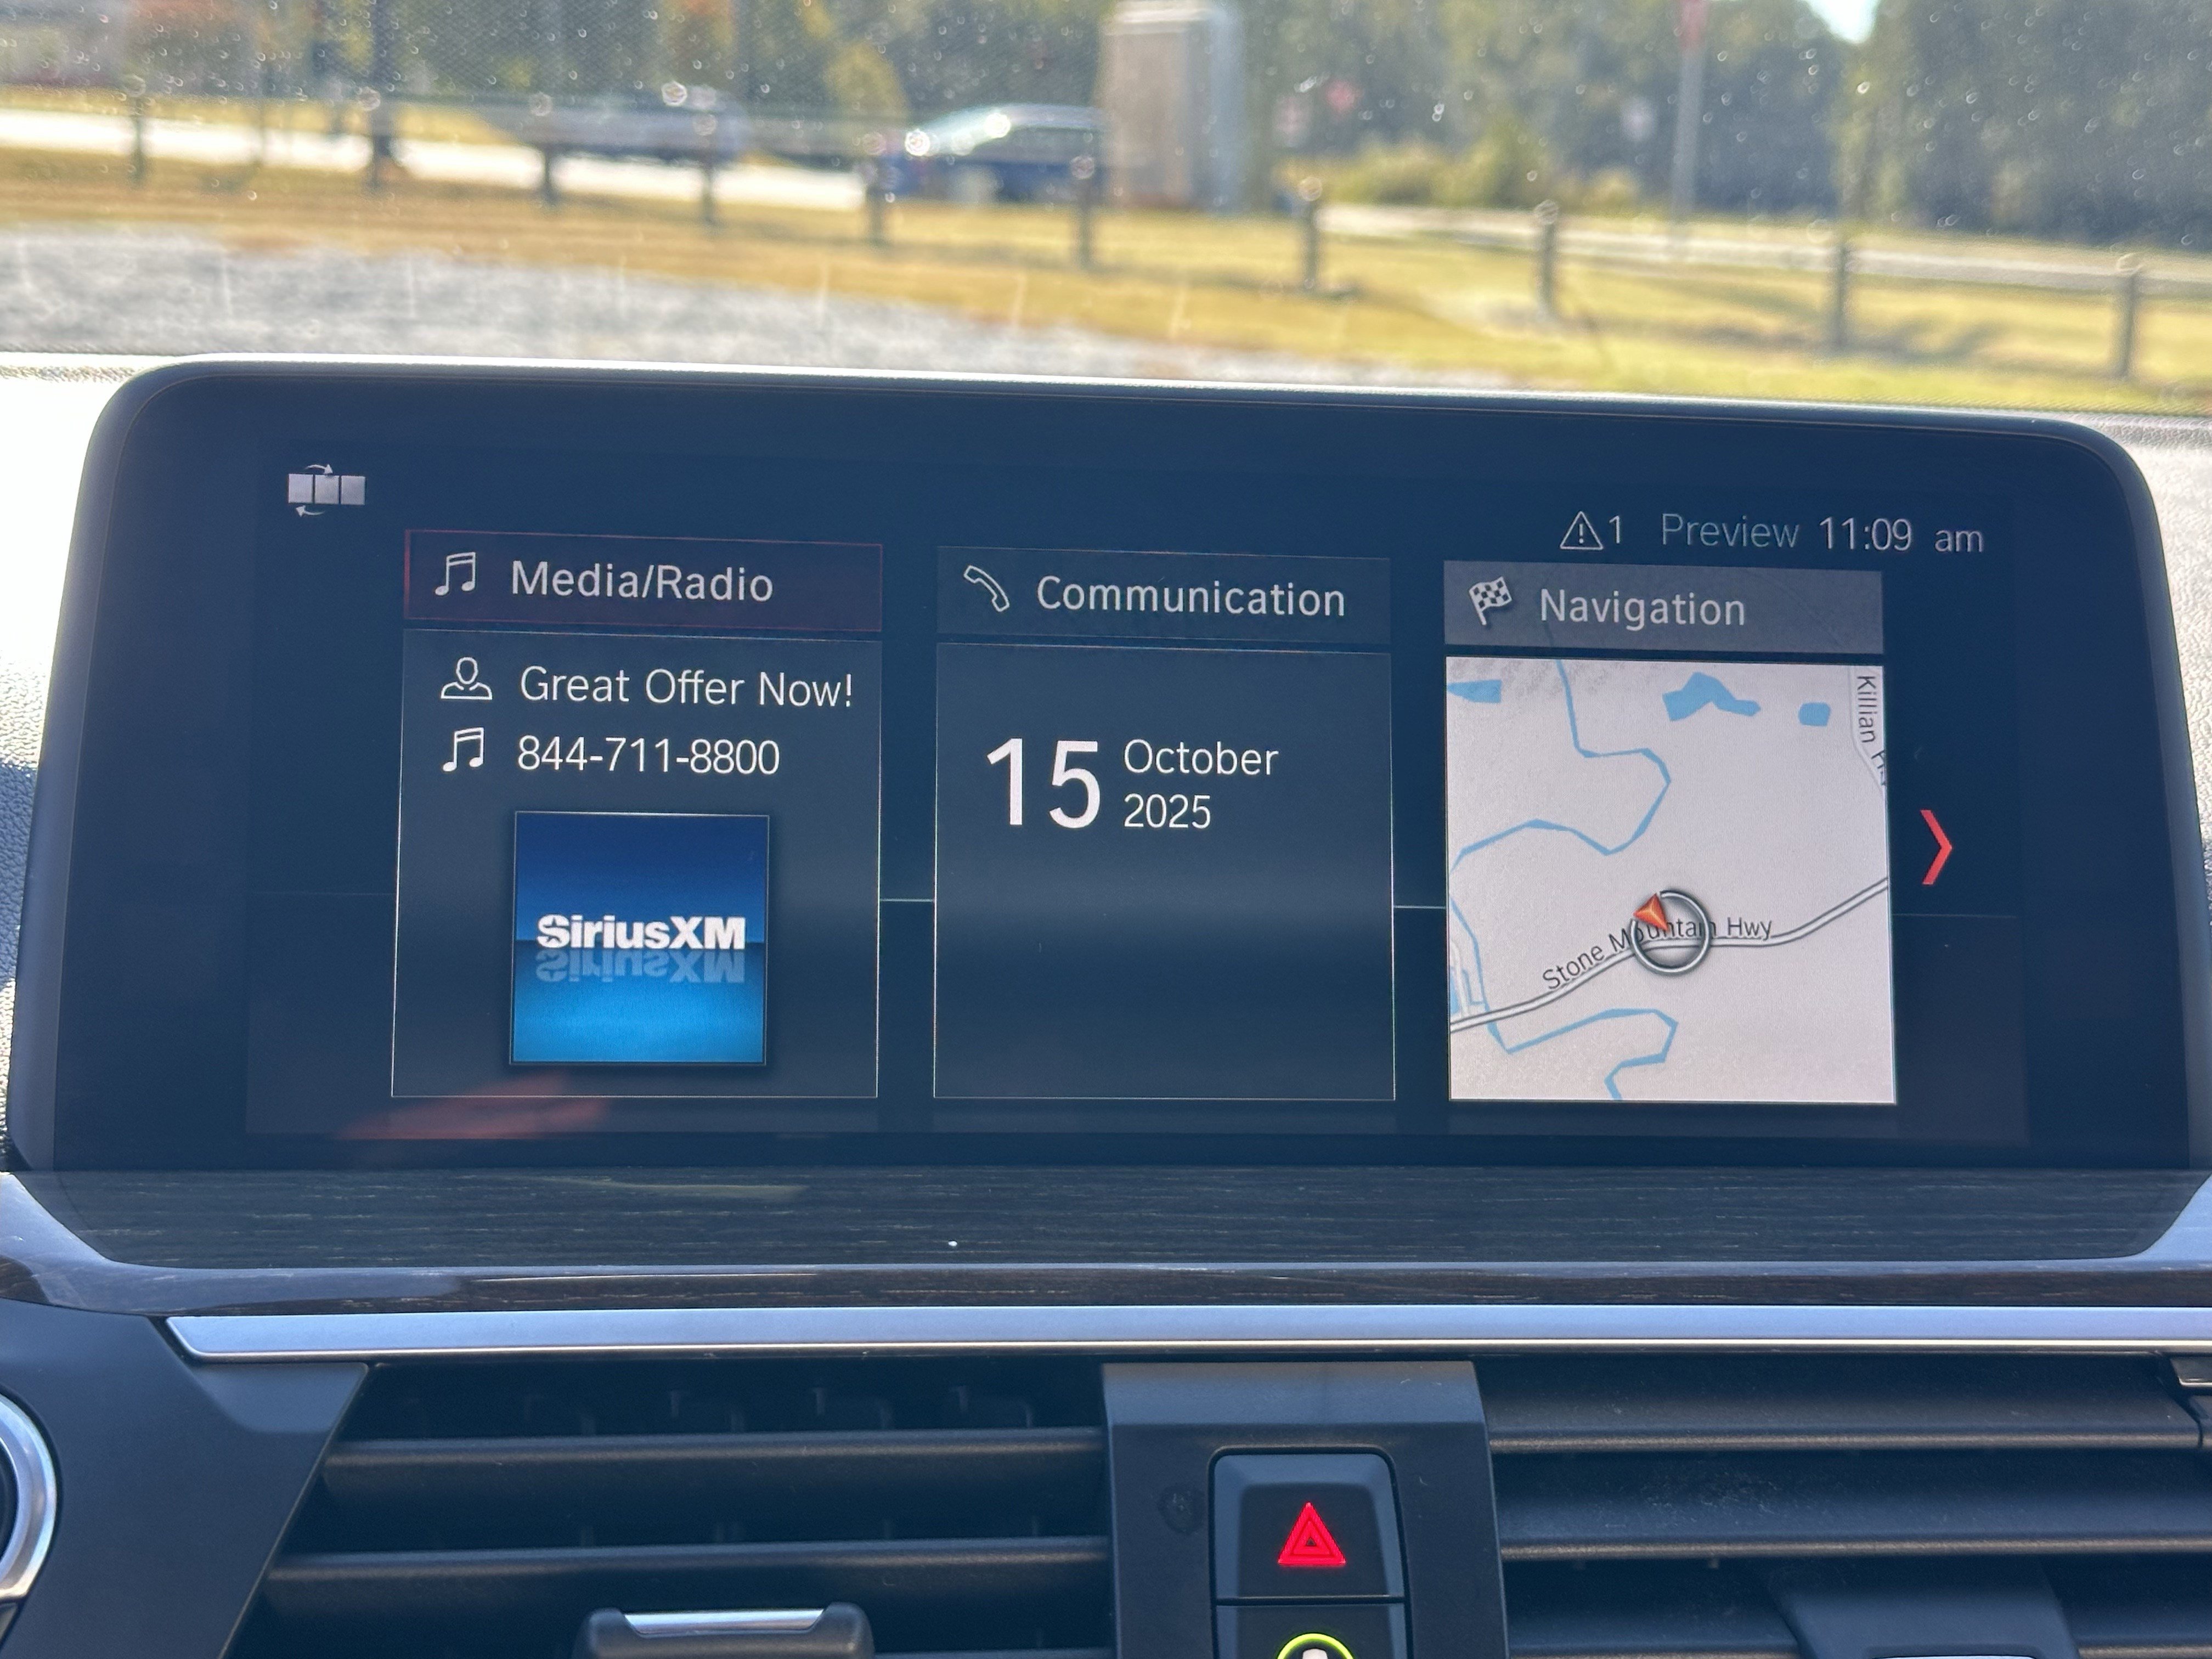 1 Preview 11:09 am
Media/Radio
Great Offer Now!
844-711-8800
SiriusXM
Communication
15 October
2025
Navigation
Killian
Stone Mountain Hwy